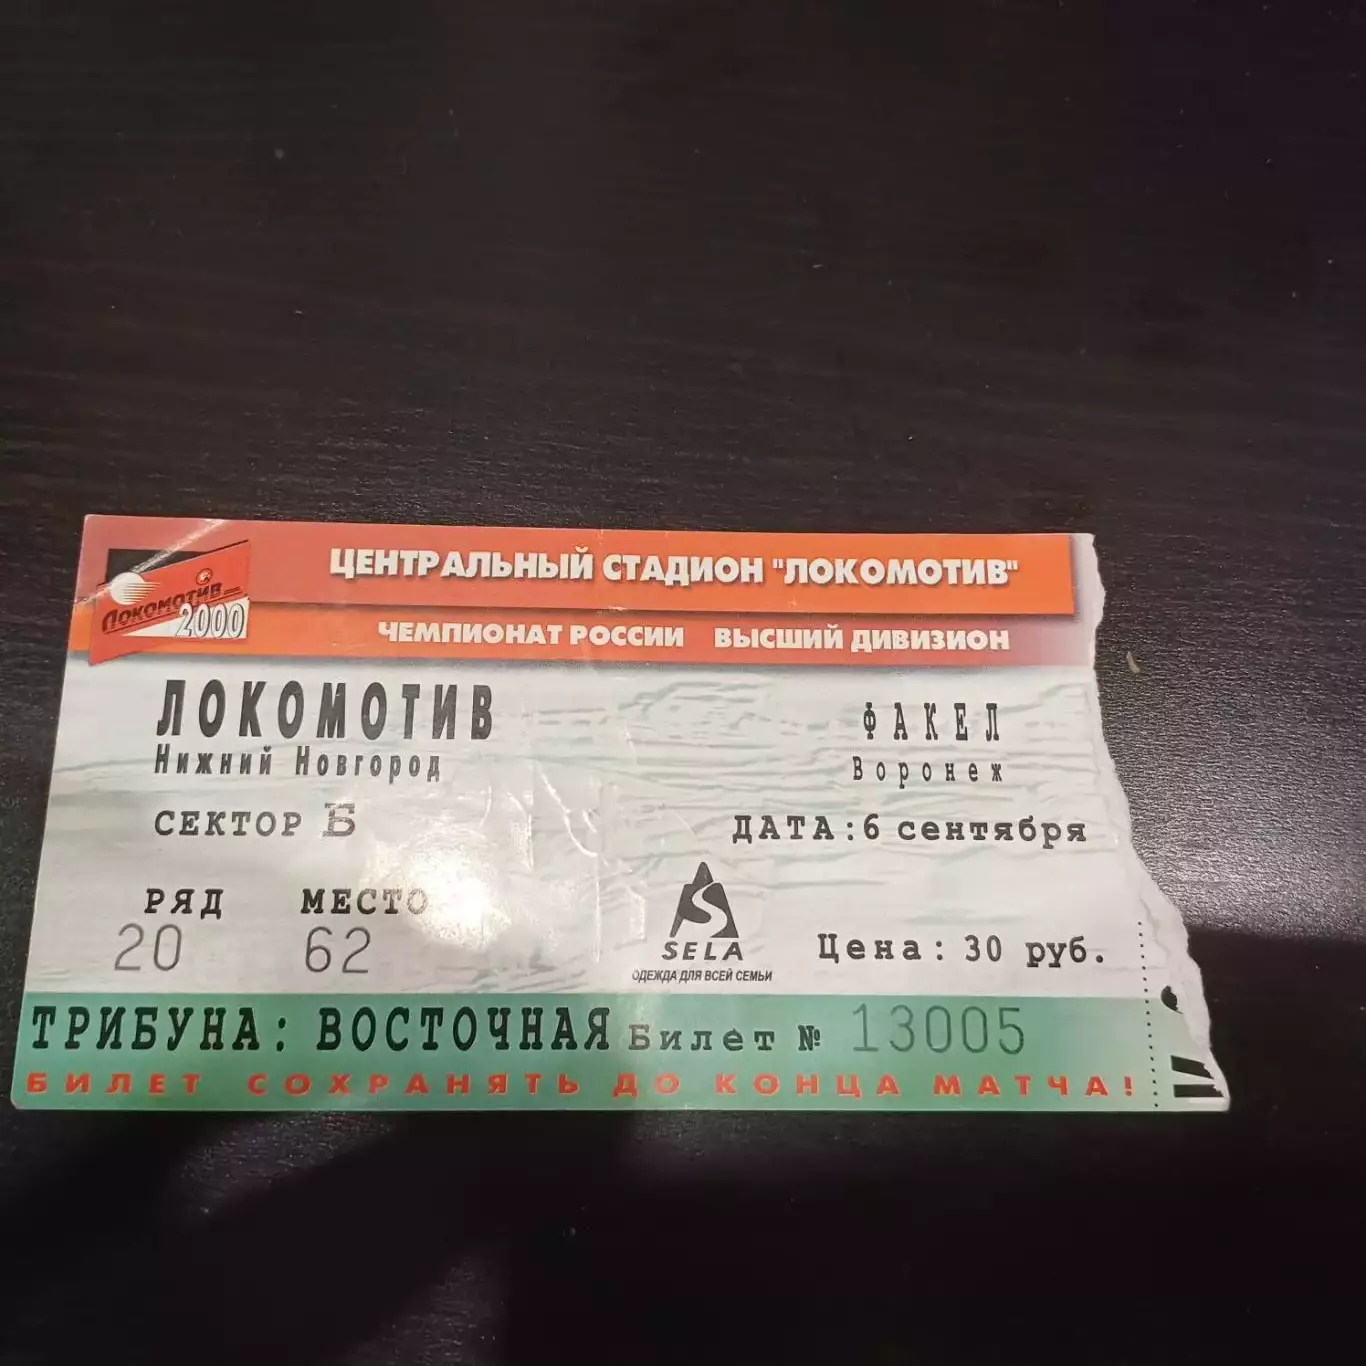 ЦЕНТРАЛЬНЫЙ СТАДИОН "ЛОКОМОТИВ"
ЛОКОМОТИВ
2000
ЧЕМПИОНАТ РОССИИ ВЫСШИЙ ДИВИЗИОН
ЛОКОМОТИВ
Нижний Новгород
ФАКЕЛ
Воронеж
СЕКТОР Б
ДАТА:6 сентября
РЯД МЕСТО
20 62
SELA
ОДЕЖДА ДЛЯ ВСЕЙ СЕМЬИ
Цена: 30 руб.
ТРИБУНА: ВОСТОЧНАЯ Билет № 13005
БИЛЕТ СОХРАНЯТЬ ДО КОНЦА МАТЧА!